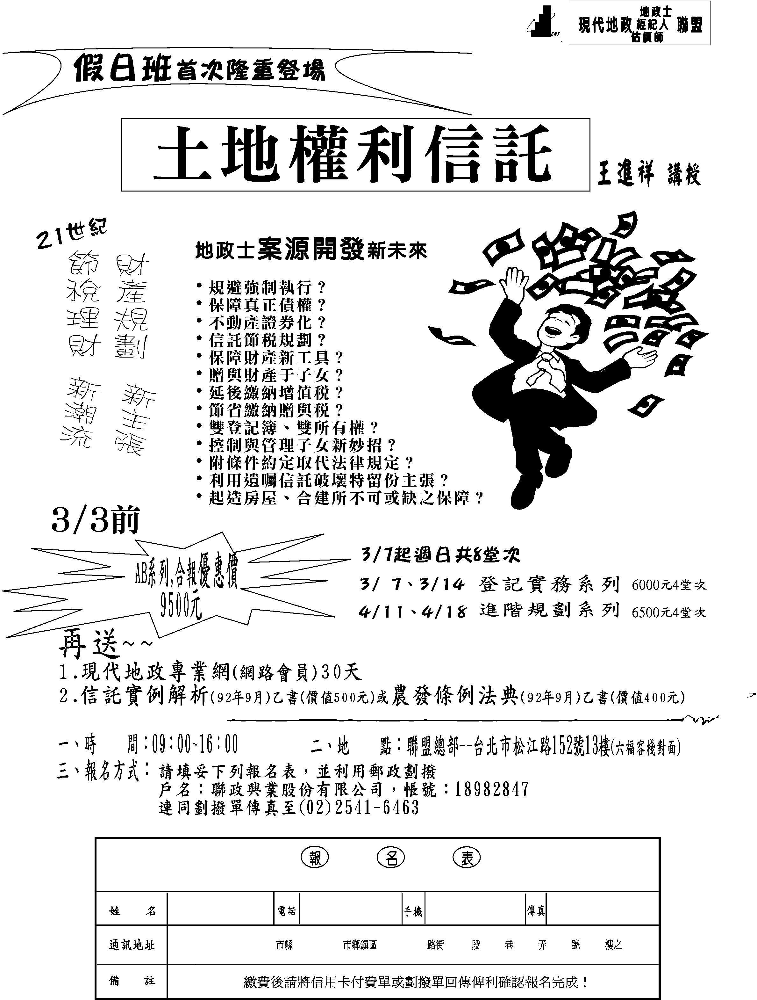 ENT
現代地政 地政士 經紀人 估價師 聯盟
假日班首次隆重登場
土地權利信託
王進祥 講授
21世紀
財產規劃 新主張
節稅理財 新潮流
地政士案源開發新未來
•規避強制執行？
•保障真正債權？
•不動產證券化？
•信託節稅規劃？
•保障財產新工具？
•贈與財產于子女？
•延後繳納增值稅？
•節省繳納贈與稅？
•雙登記簿、雙所有權？
•控制與管理子女新妙招？
•附條件約定取代法律規定？
•利用遺囑信託破壞特留份主張？
•起造房屋、合建所不可或缺之保障？
3/3前
AB系列,合報優惠價
9500元
3/7起週日共8堂次
3/ 7、3/14 登記實務系列 6000元4堂次
4/11、4/18 進階規劃系列 6500元4堂次
再送~~
1.現代地政專業網(網路會員)30天
2.信託實例解析(92年9月)乙書(價值500元)或農發條例法典(92年9月)乙書(價值400元)
一、時 間：09：00~16：00 二、地 點：聯盟總部--台北市松江路152號13樓(六福客棧對面)
三、報名方式：請填妥下列報名表，並利用郵政劃撥
戶名：聯政興業股份有限公司，帳號：18982847
連同劃撥單傳真至(02)2541-6463
報 名 表
姓 名 電話 手機 傳真
通訊地址 市縣 市鄉鎮區 路街 段 巷 弄 號 樓之
備 註 繳費後請將信用卡付費單或劃撥單回傳俾利確認報名完成！